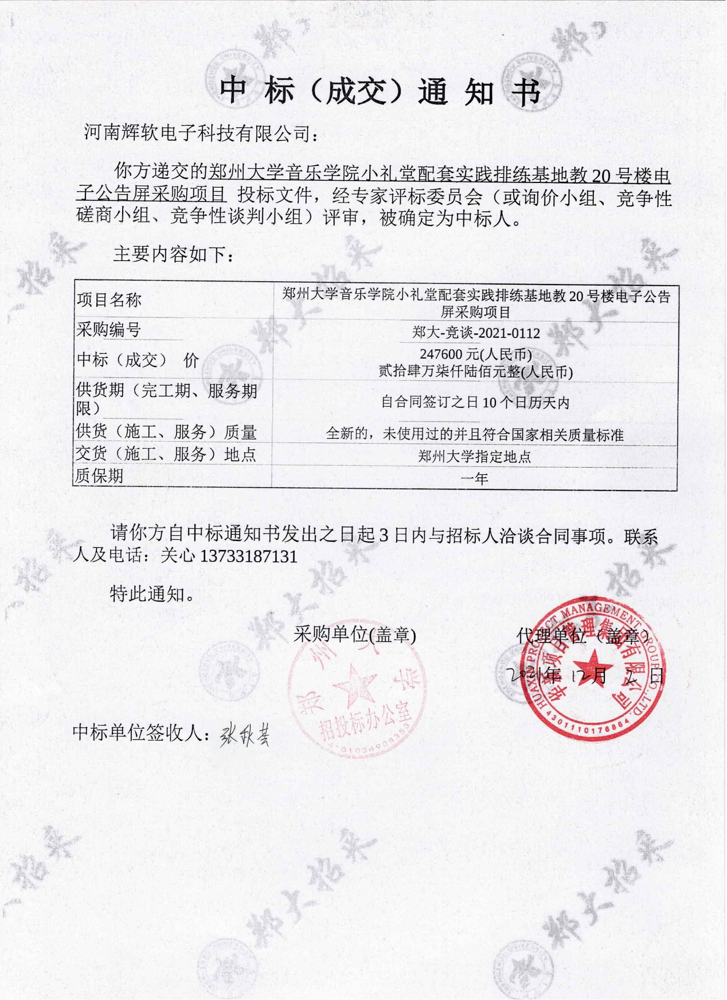 中 标（成交）通 知 书
河南辉软电子科技有限公司：
你方递交的郑州大学音乐学院小礼堂配套实践排练基地教 20 号楼电
子公告屏采购项目 投标文件，经专家评标委员会（或询价小组、竞争性
磋商小组、竞争性谈判小组）评审，被确定为中标人。
主要内容如下：
项目名称
郑州大学音乐学院小礼堂配套实践排练基地教 20 号楼电子公告
屏采购项目
采购编号
郑大-竞谈-2021-0112
中标（成交） 价
247600 元(人民币)
贰拾肆万柒仟陆佰元整(人民币)
供货期（完工期、服务期
限）
自合同签订之日 10 个日历天内
供货（施工、服务）质量
全新的，未使用过的并且符合国家相关质量标准
交货（施工、服务）地点
郑州大学指定地点
质保期
一年
请你方自中标通知书发出之日起 3 日内与招标人洽谈合同事项。联系
人及电话：关心 13733187131
特此通知。
采购单位(盖章)
代理单位（盖章）
2021年 12月 2 日
郑州大学
招投标办公室
4101034908353
HUAXIN PROJECT MANAGEMENT GROUP CO.,LTD.
华新项目管理集团有限公司
4301110176864
中标单位签收人：张秋芸
郑大招采